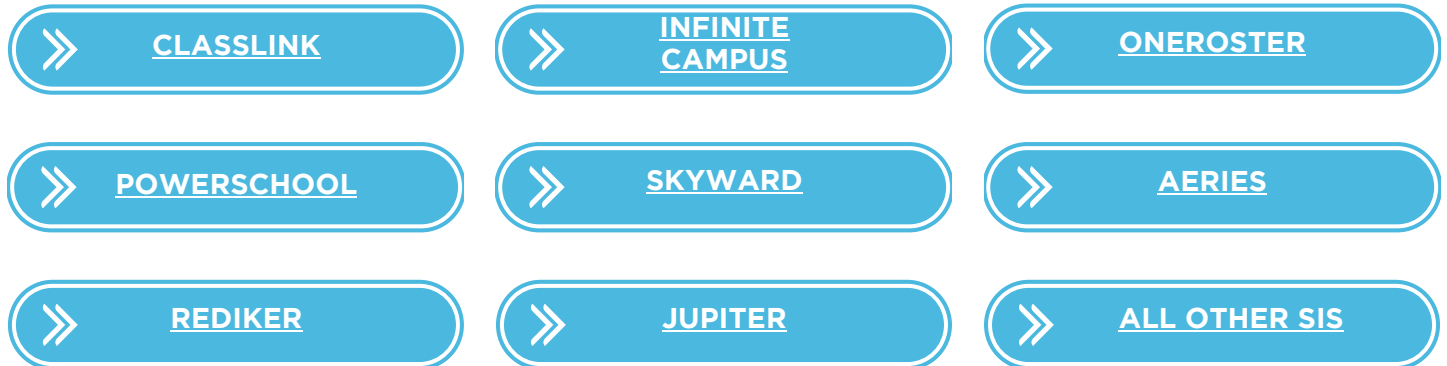 CLASSLINK
INFINITE
CAMPUS
ONEROSTER
POWERSCHOOL
SKYWARD
AERIES
REDIKER
JUPITER
ALL OTHER SIS